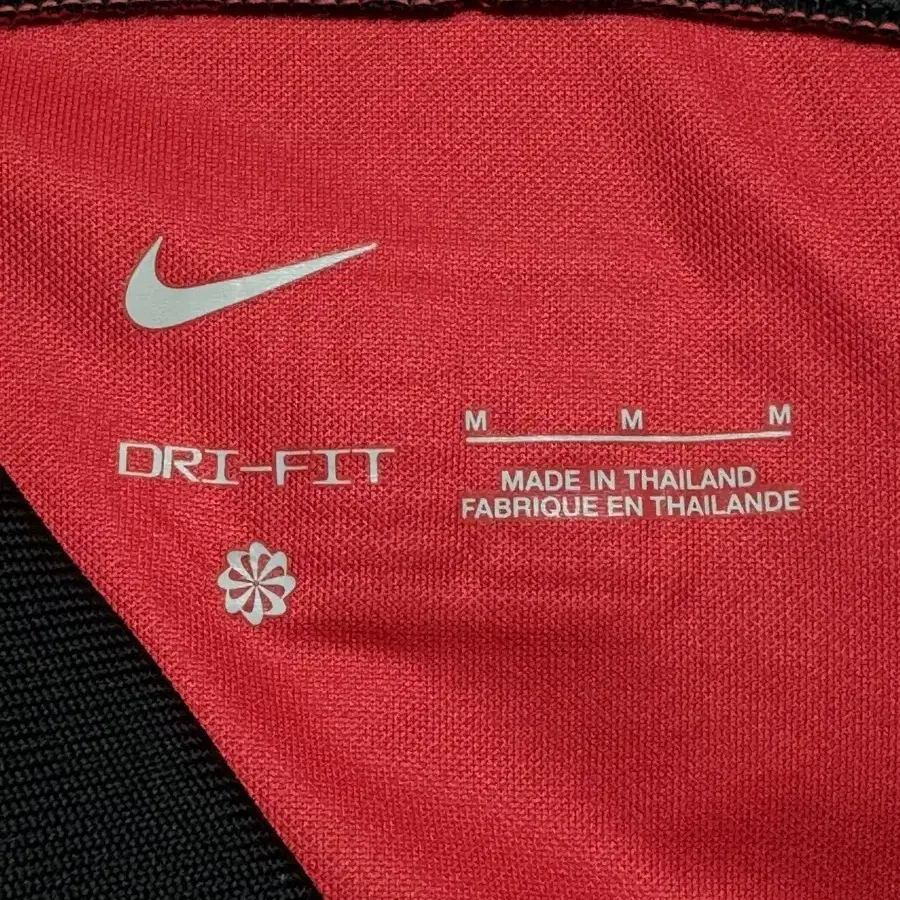 DRI-FIT
M M M
MADE IN THAILAND
FABRIQUE EN THAILANDE